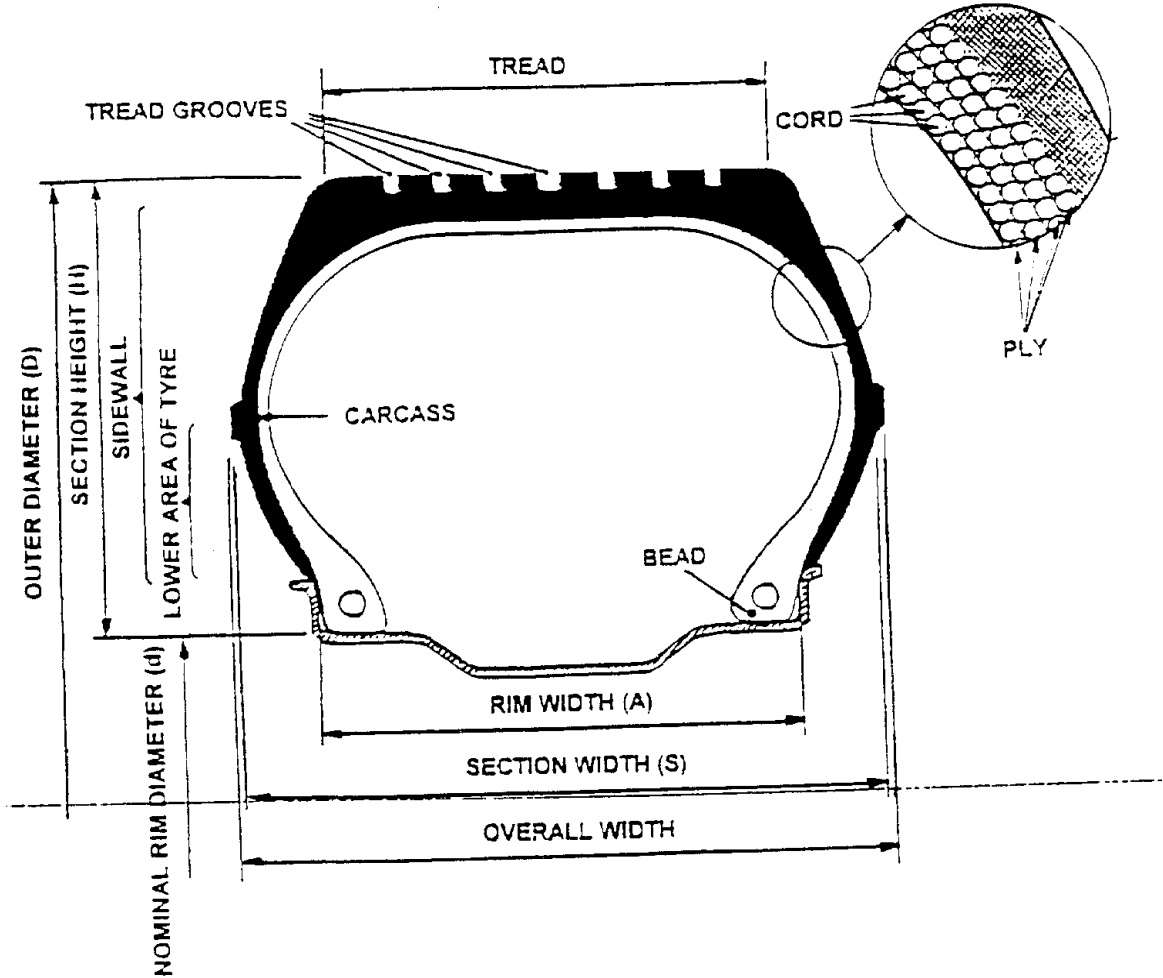 TREAD
TREAD GROOVES
CORD
PLY
OUTER DIAMETER (D)
SECTION HEIGHT (H)
SIDEWALL
LOWER AREA OF TYRE
CARCASS
BEAD
NOMINAL RIM DIAMETER (d)
RIM WIDTH (A)
SECTION WIDTH (S)
OVERALL WIDTH